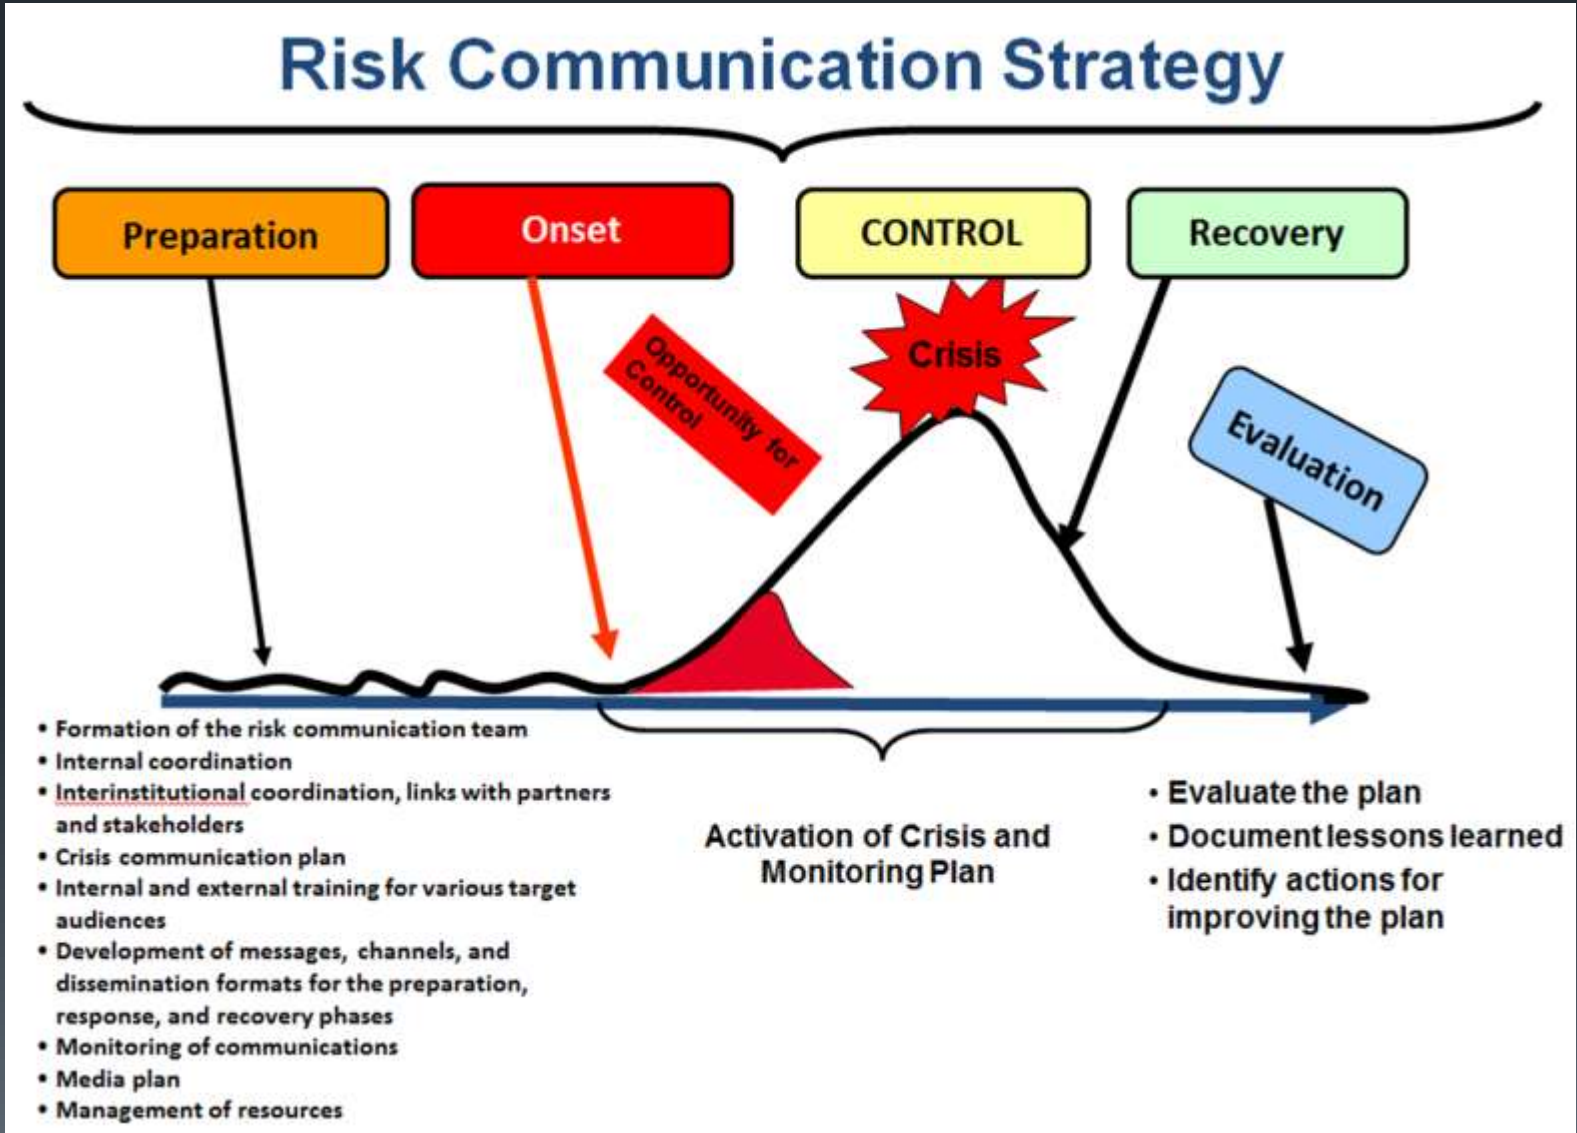 Risk Communication Strategy
Preparation
Onset
CONTROL
Recovery
Opportunity for
Control
Crisis
Evaluation
• Formation of the risk communication team
• Internal coordination
• Interinstitutional coordination, links with partners
and stakeholders
• Crisis communication plan
• Internal and external training for various target
audiences
• Development of messages, channels, and
dissemination formats for the preparation,
response, and recovery phases
• Monitoring of communications
• Media plan
• Management of resources
Activation of Crisis and
Monitoring Plan
• Evaluate the plan
• Document lessons learned
• Identify actions for
improving the plan